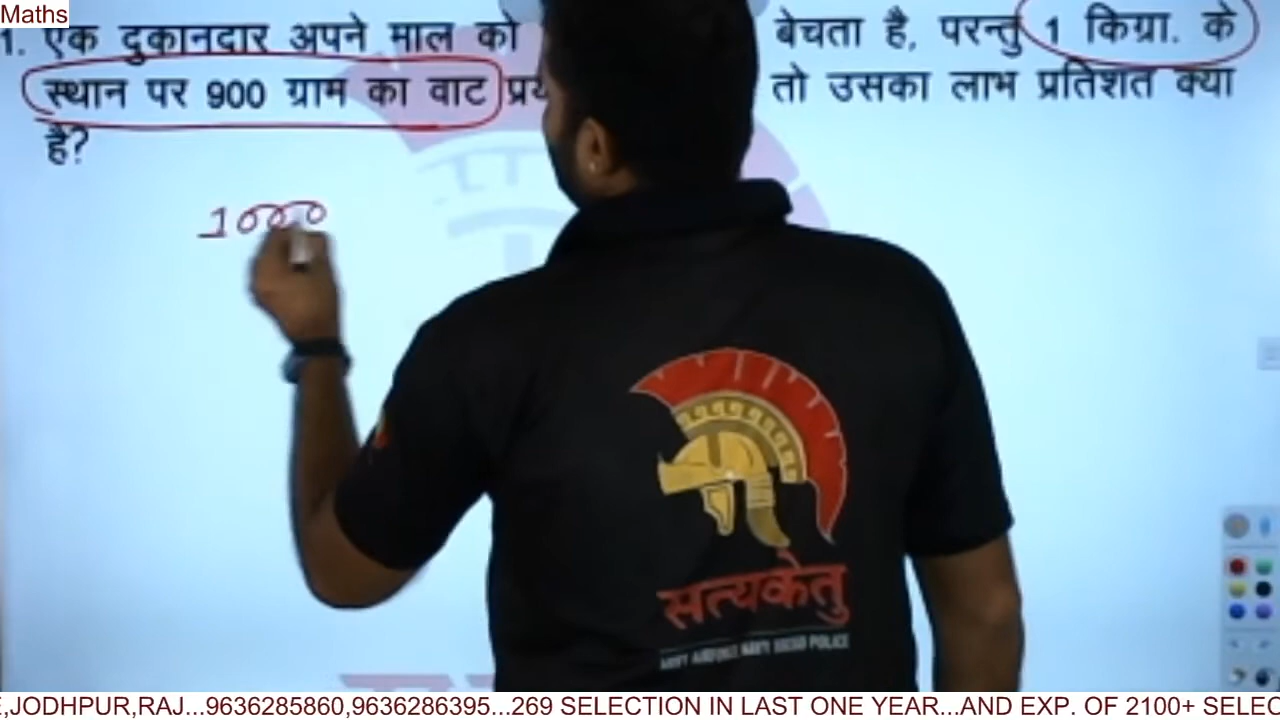 Maths
1. एक दुकानदार अपने माल को बेचता है, परन्तु 1 किग्रा. के
स्थान पर 900 ग्राम का वाट तो उसका लाभ प्रतिशत क्या
है?
1000
सत्यकेतु
E,JODHPUR,RAJ...9636285860,9636286395...269 SELECTION IN LAST ONE YEAR...AND EXP. OF 2100+ SELEC